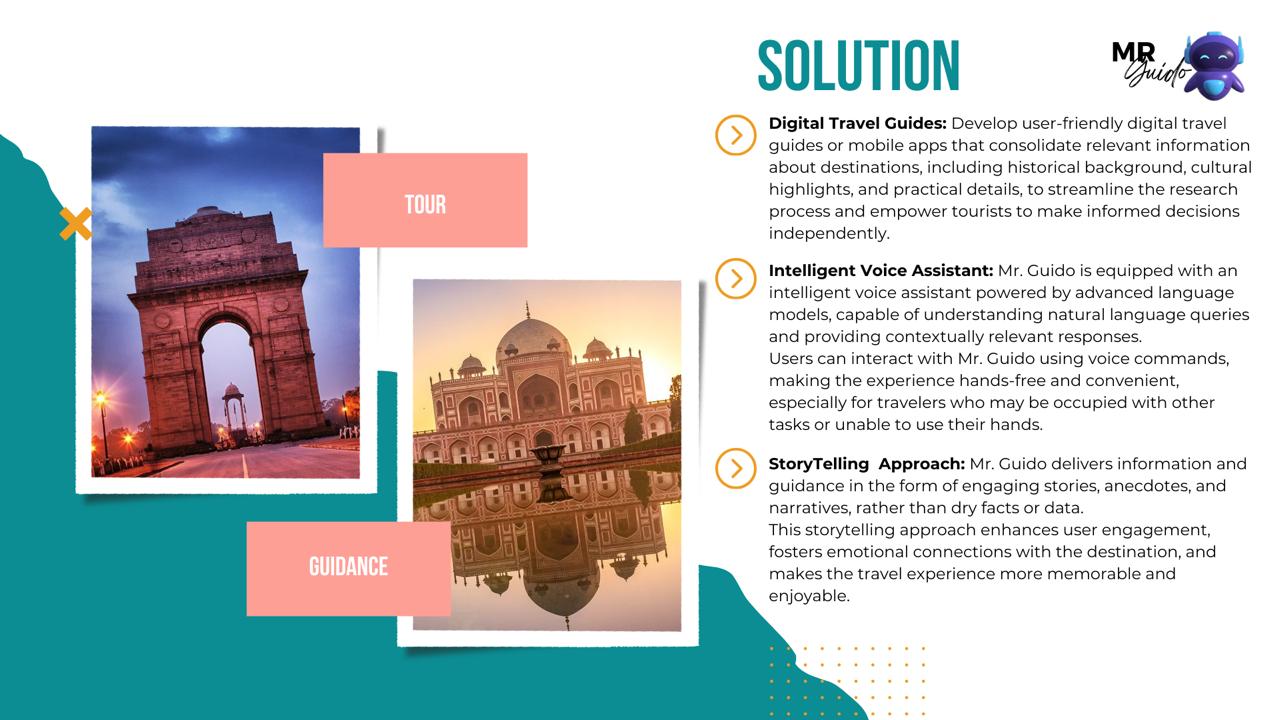 SOLUTION
MR
Guido
TOUR
GUIDANCE
Digital Travel Guides: Develop user-friendly digital travel
guides or mobile apps that consolidate relevant information
about destinations, including historical background, cultural
highlights, and practical details, to streamline the research
process and empower tourists to make informed decisions
independently.
Intelligent Voice Assistant: Mr. Guido is equipped with an
intelligent voice assistant powered by advanced language
models, capable of understanding natural language queries
and providing contextually relevant responses.
Users can interact with Mr. Guido using voice commands,
making the experience hands-free and convenient,
especially for travelers who may be occupied with other
tasks or unable to use their hands.
StoryTelling  Approach: Mr. Guido delivers information and
guidance in the form of engaging stories, anecdotes, and
narratives, rather than dry facts or data.
This storytelling approach enhances user engagement,
fosters emotional connections with the destination, and
makes the travel experience more memorable and
enjoyable.